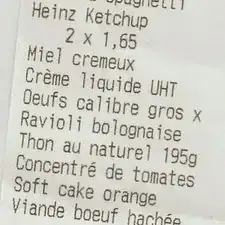 Spaghetti
Heinz Ketchup
2 x 1,65
Miel cremeux
Crème liquide UHT
Oeufs calibre gros x
Ravioli bolognaise
Thon au naturel 195g
Concentré de tomates
Soft cake orange
Viande boeuf hachée